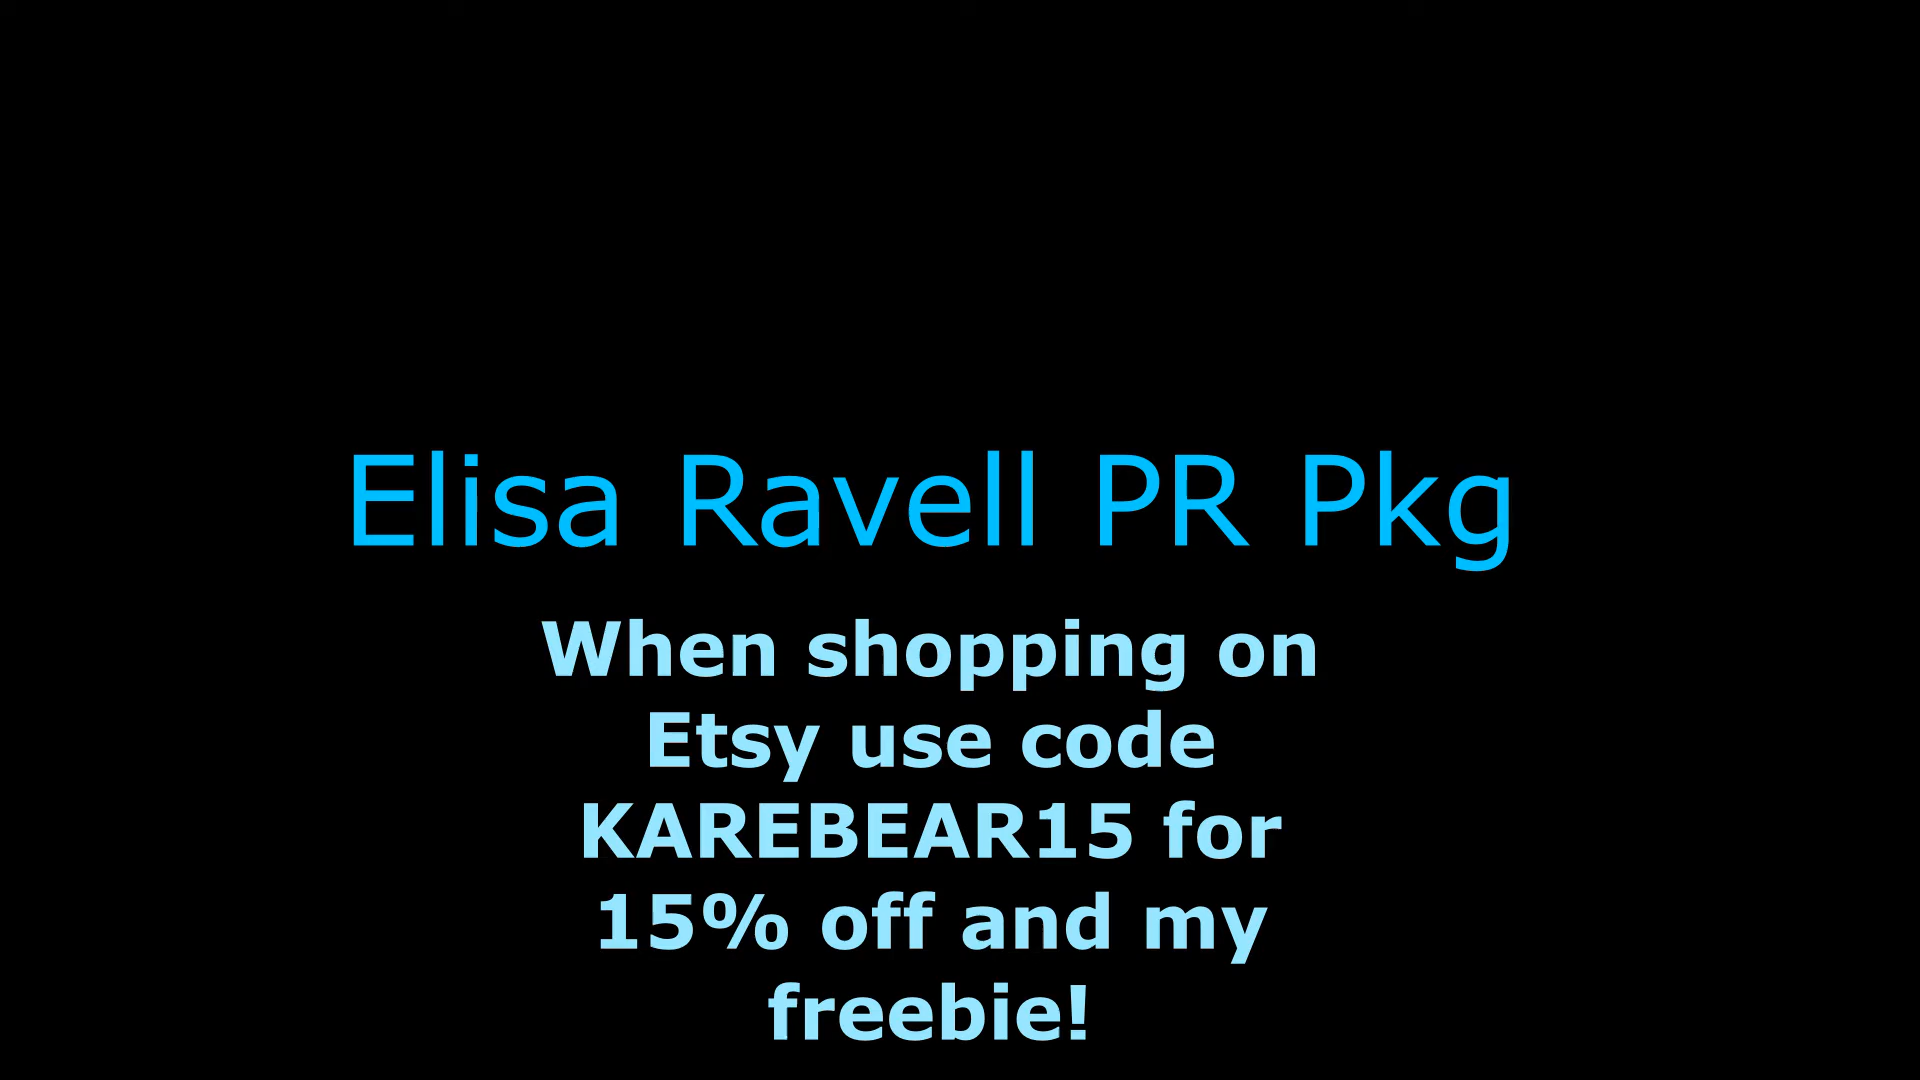 Elisa Ravell PR Pkg
When shopping on
Etsy use code
KAREBEAR15 for
15% off and my
freebie!